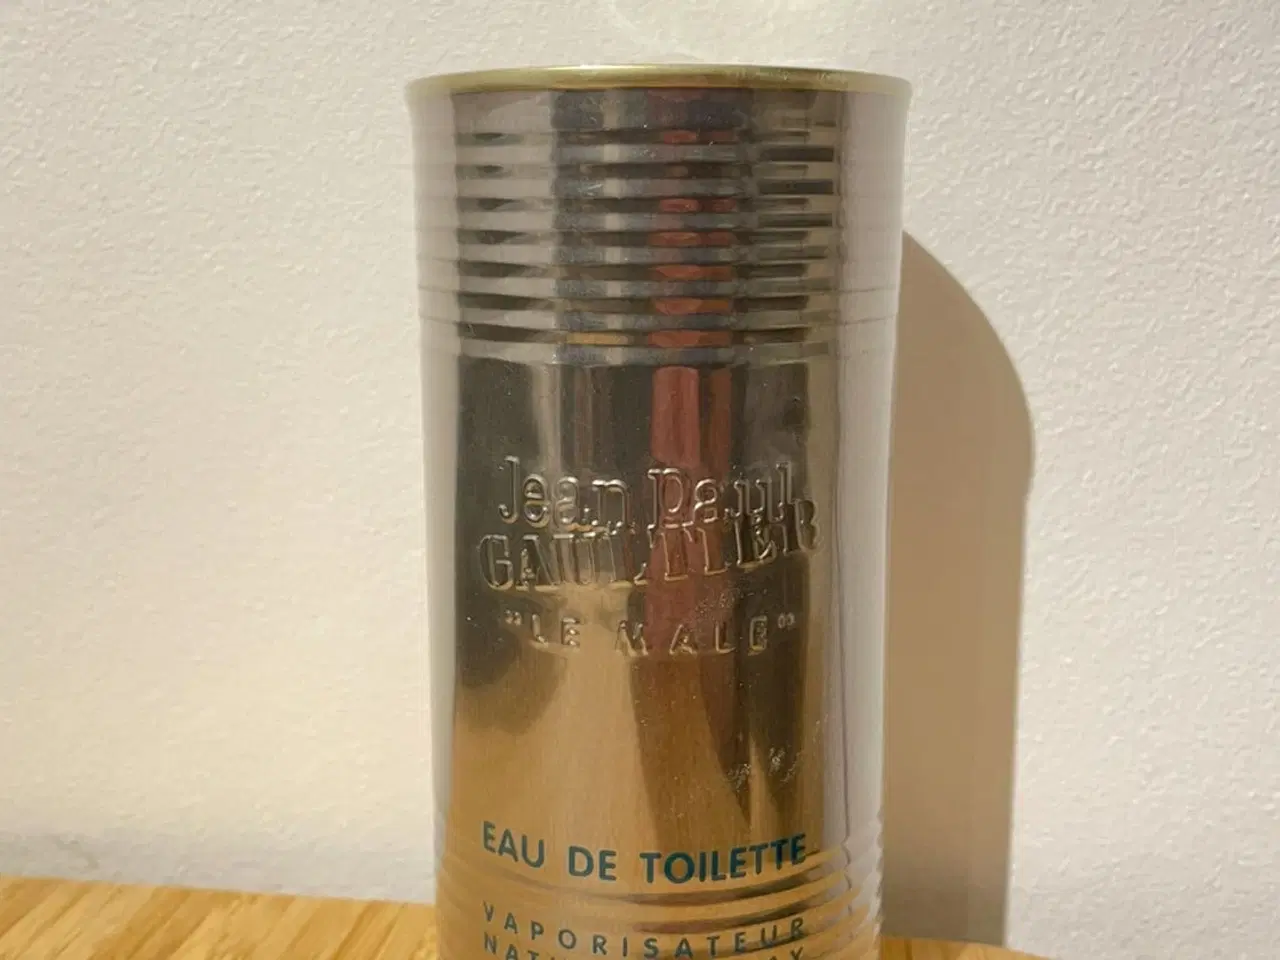 Jean Paul
GAULTIER
"LE MALE"
EAU DE TOILETTE
VAPORISATEUR